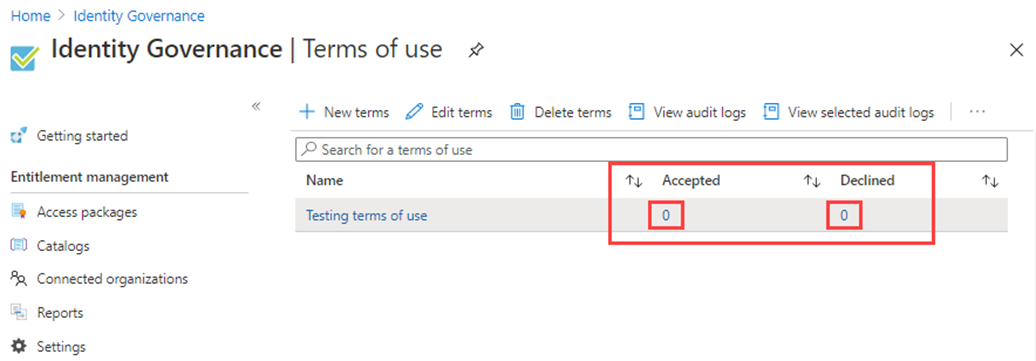 Home > Identity Governance
Identity Governance | Terms of use
Getting started
Entitlement management
Access packages
Catalogs
Connected organizations
Reports
Settings
New terms Edit terms Delete terms View audit logs View selected audit logs ...
Search for a terms of use
Name Accepted Declined
Testing terms of use 0 0